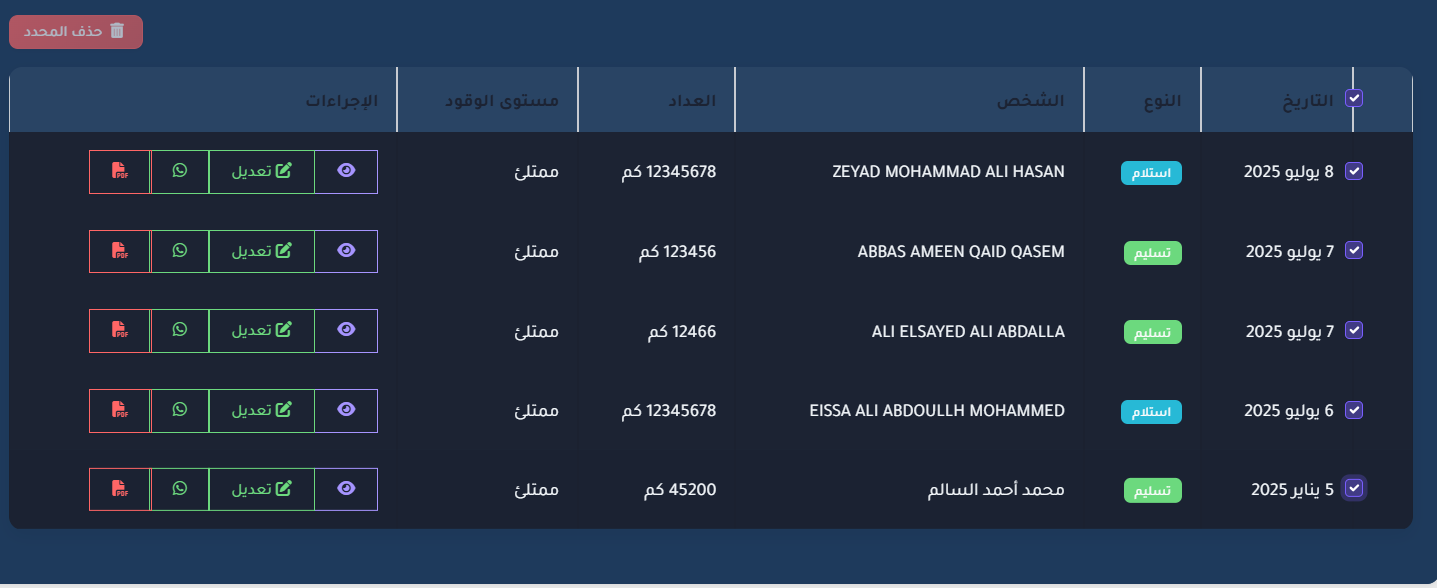 حذف المحدد
التاريخ النوع الشخص العداد مستوى الوقود الإجراءات
8 يوليو 2025 استلام ZEYAD MOHAMMAD ALI HASAN 12345678 كم ممتلئ تعديل PDF
7 يوليو 2025 تسليم ABBAS AMEEN QAID QASEM 123456 كم ممتلئ تعديل PDF
7 يوليو 2025 تسليم ALI ELSAYED ALI ABDALLA 12466 كم ممتلئ تعديل PDF
6 يوليو 2025 استلام EISSA ALI ABDOULLH MOHAMMED 12345678 كم ممتلئ تعديل PDF
5 يناير 2025 تسليم محمد أحمد السالم 45200 كم ممتلئ تعديل PDF